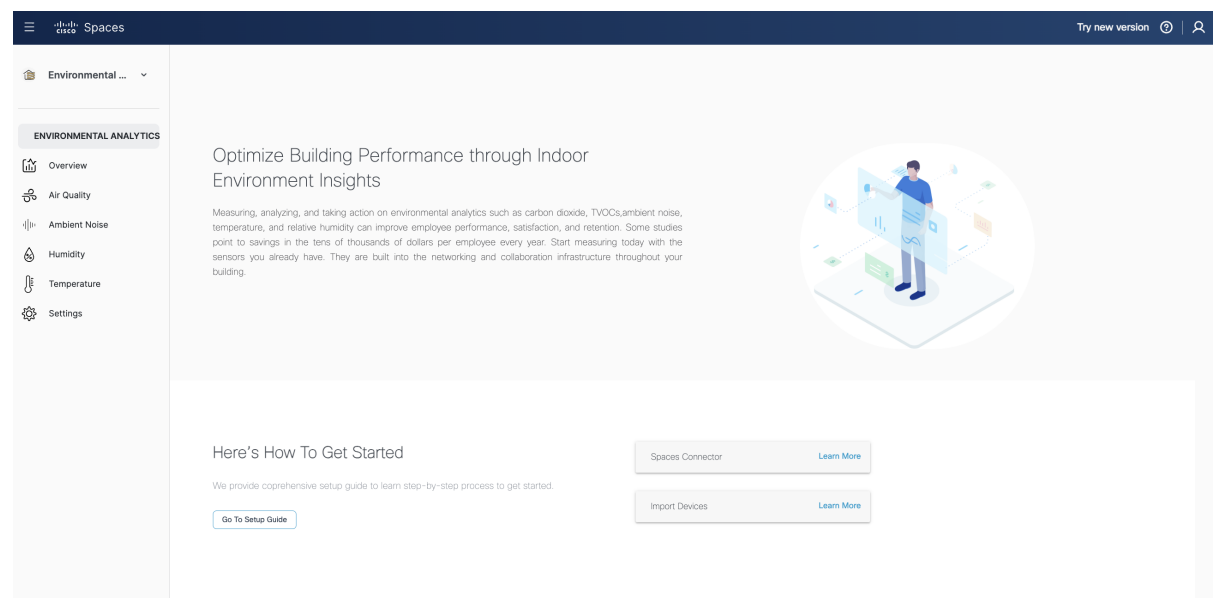 cisco Spaces
Try new version
Environmental ...
ENVIRONMENTAL ANALYTICS
Overview
Air Quality
Ambient Noise
Humidity
Temperature
Settings
Optimize Building Performance through Indoor
Environment Insights
Measuring, analyzing, and taking action on environmental analytics such as carbon dioxide, TVOCs,ambient noise,
temperature, and relative humidity can improve employee performance, satisfaction, and retention. Some studies
point to savings in the tens of thousands of dollars per employee every year. Start measuring today with the
sensors you already have. They are built into the networking and collaboration infrastructure throughout your
building.
Here's How To Get Started
We provide coprehensive setup guide to learn step-by-step process to get started.
Go To Setup Guide
Spaces Connector Learn More
Import Devices Learn More